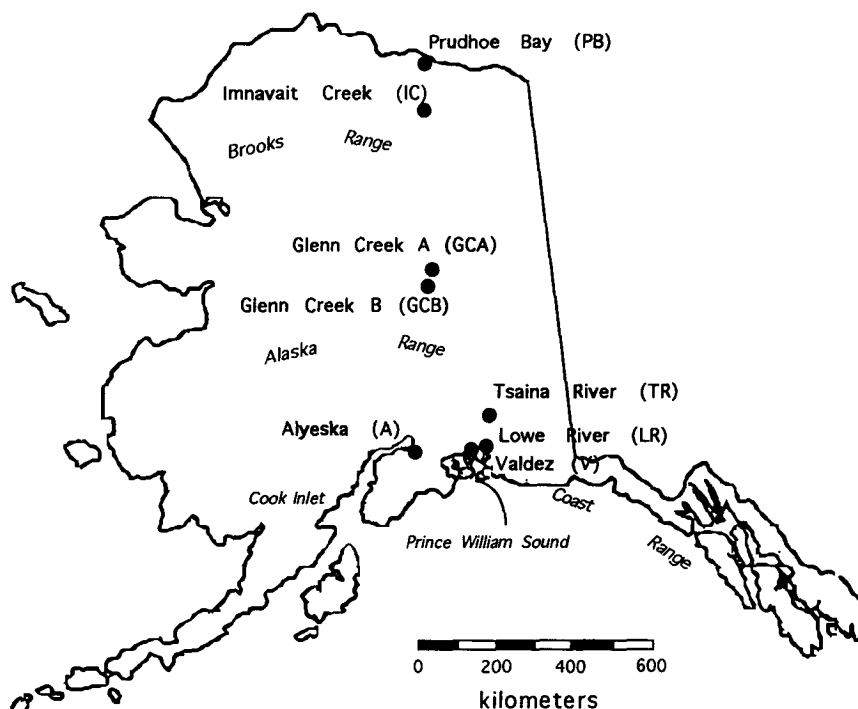 Prudhoe Bay (PB)
Imnavait Creek (IC)
Brooks Range
Glenn Creek A (GCA)
Glenn Creek B (GCB)
Alaska Range
Tsaina River (TR)
Alyeska (A)
Lowe River (LR)
Valdez (V)
Cook Inlet
Coast
Prince William Sound
Range
0 200 400 600
kilometers